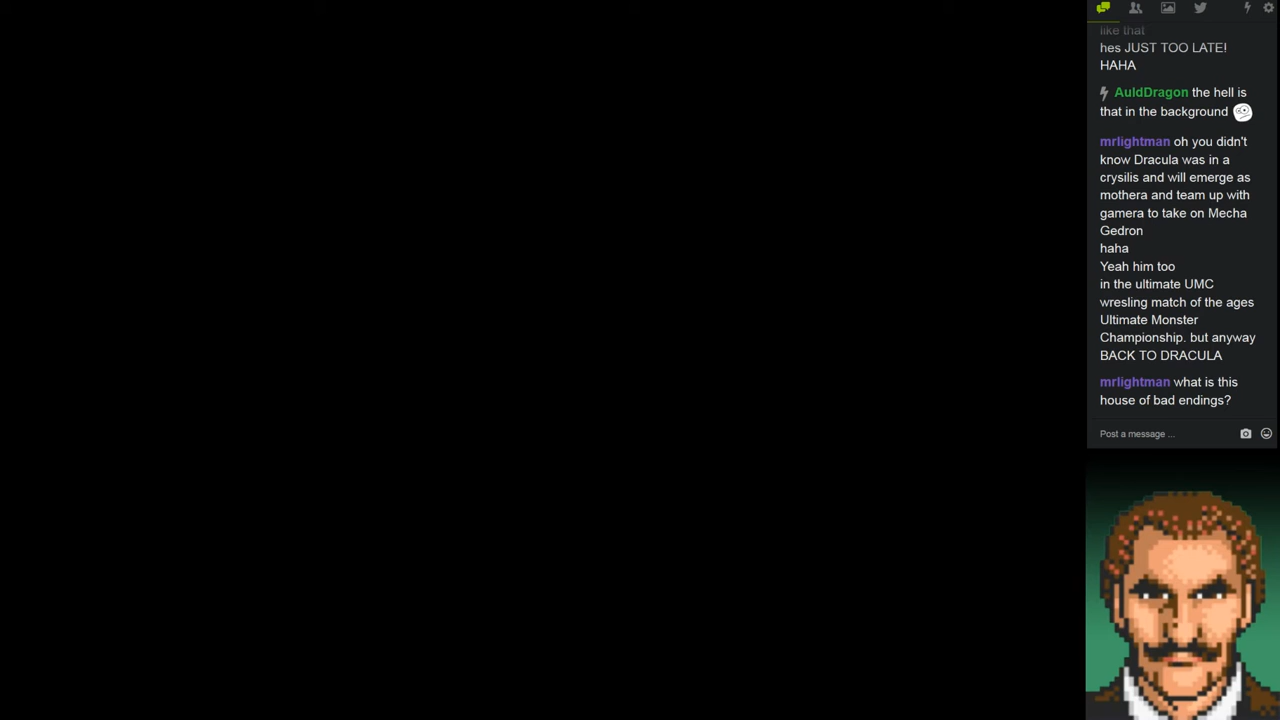 like that
hes JUST TOO LATE!
HAHA
AuldDragon the hell is
that in the background
mrlightman oh you didn't
know Dracula was in a
crysilis and will emerge as
mothera and team up with
gamera to take on Mecha
Gedron
haha
Yeah him too
in the ultimate UMC
wresling match of the ages
Ultimate Monster
Championship. but anyway
BACK TO DRACULA
mrlightman what is this
house of bad endings?
Post a message ...